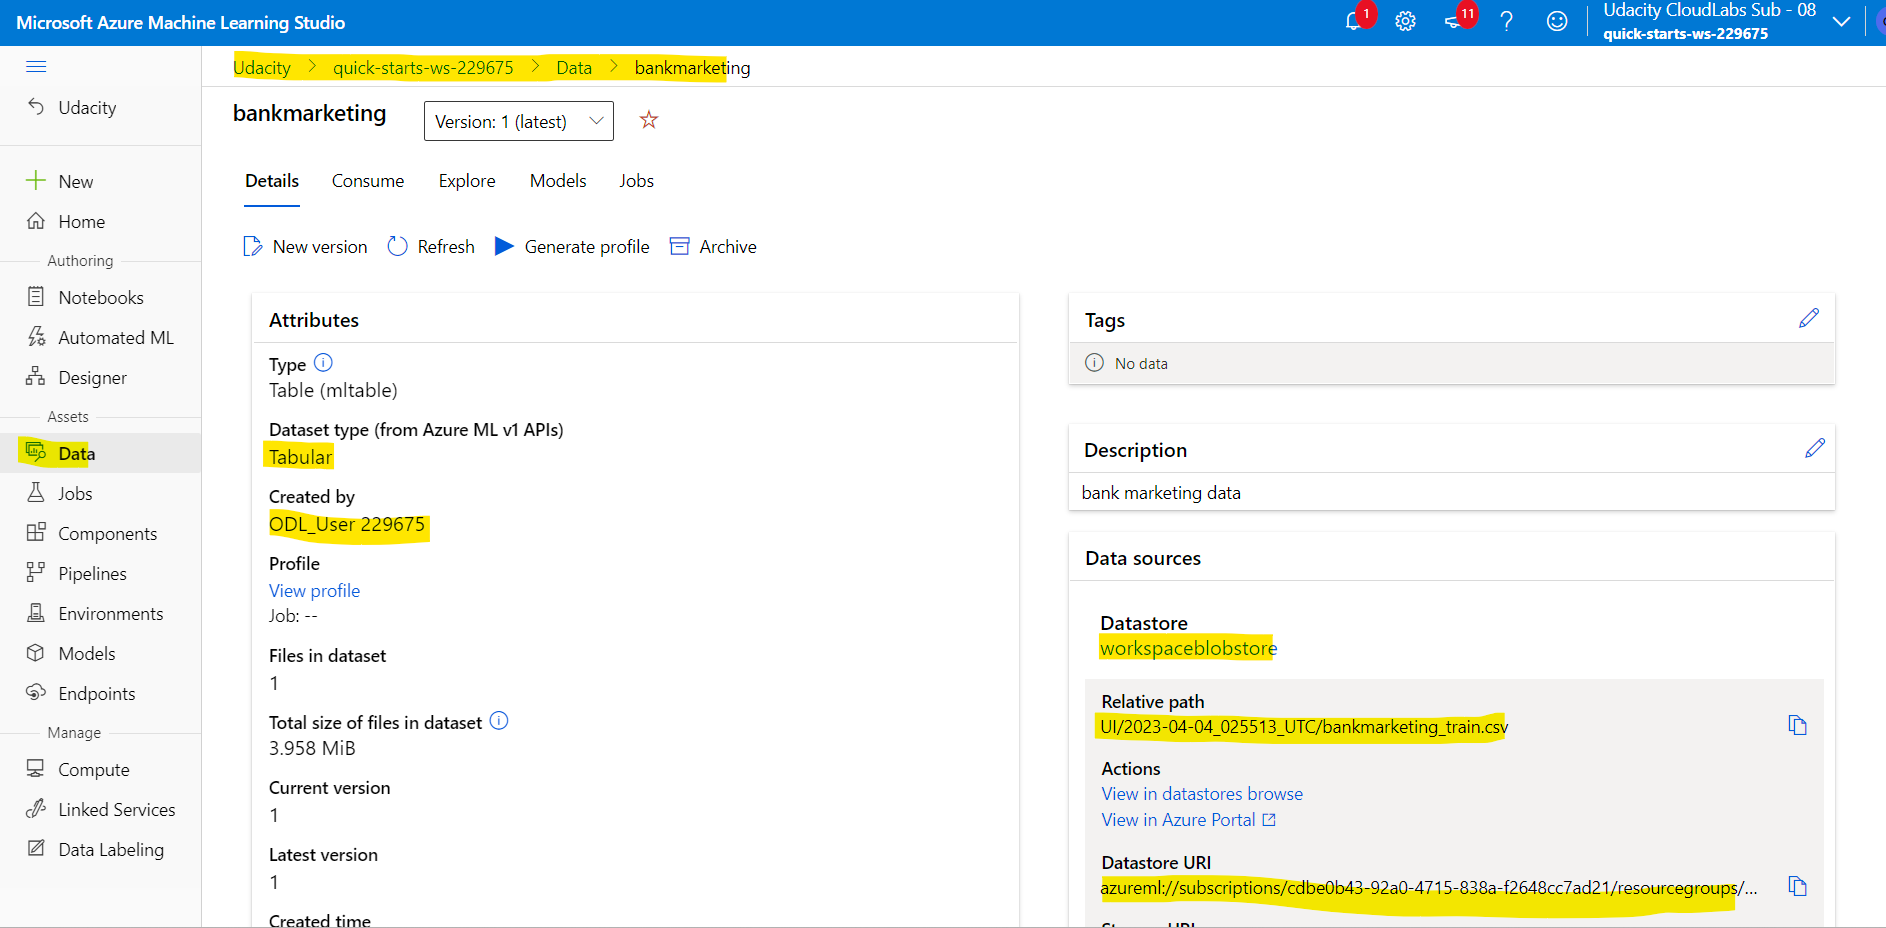 Microsoft Azure Machine Learning Studio
1
11
Udacity CloudLabs Sub - 08
quick-starts-ws-229675
Udacity
New
Home
Authoring
Notebooks
Automated ML
Designer
Assets
Data
Jobs
Components
Pipelines
Environments
Models
Endpoints
Manage
Compute
Linked Services
Data Labeling
Udacity > quick-starts-ws-229675 > Data > bankmarketing
bankmarketing
Version: 1 (latest)
Details Consume Explore Models Jobs
New version Refresh Generate profile Archive
Attributes
Type
Table (mltable)
Dataset type (from Azure ML v1 APIs)
Tabular
Created by
ODL_User 229675
Profile
View profile
Job: --
Files in dataset
1
Total size of files in dataset
3.958 MiB
Current version
1
Latest version
1
Created time
Tags
No data
Description
bank marketing data
Data sources
Datastore
workspaceblobstore
Relative path
UI/2023-04-04_025513_UTC/bankmarketing_train.csv
Actions
View in datastores browse
View in Azure Portal
Datastore URI
azureml://subscriptions/cdbe0b43-92a0-4715-838a-f2648cc7ad21/resourcegroups/...